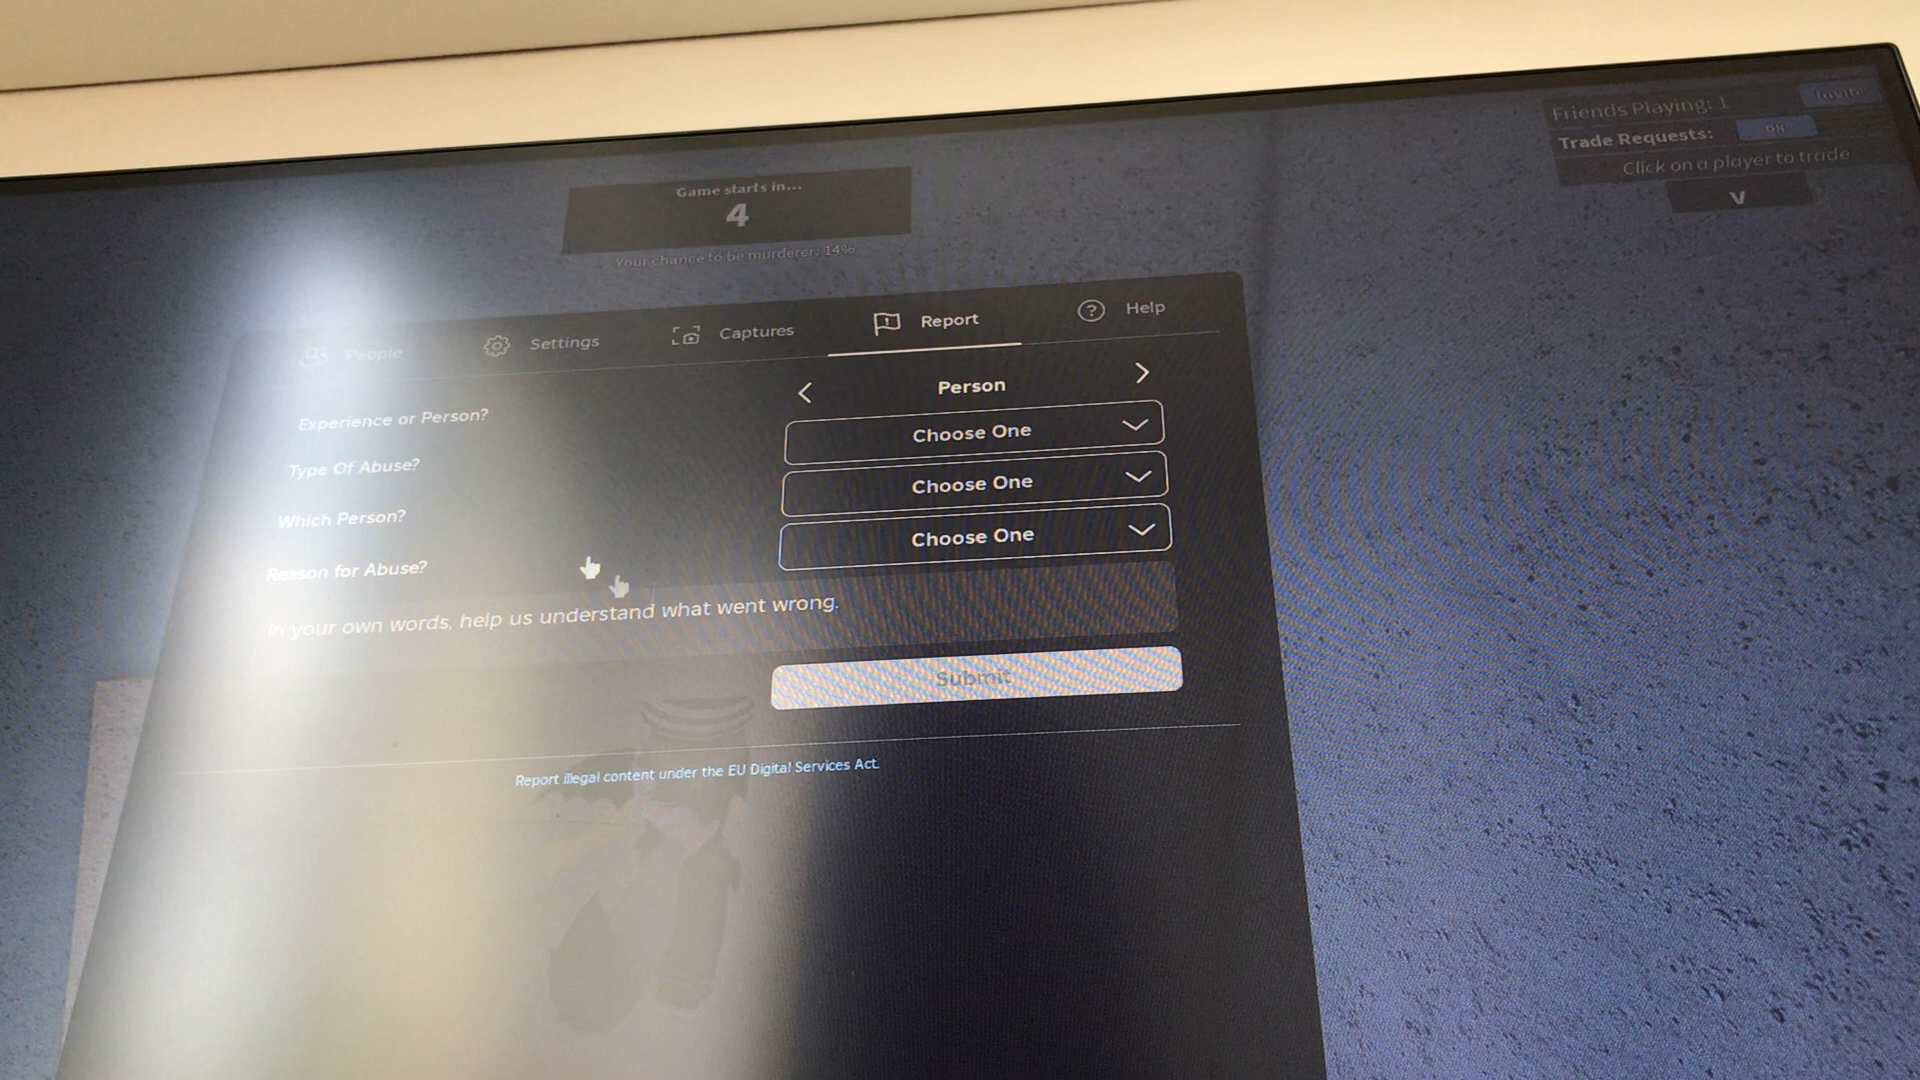 Friends Playing: 1
Invite
Trade Requests:
ON
Click on a player to trade
V
Game starts in...
4
Your chance to be murderer: 14%
People
Settings
Captures
Report
Help
Experience or Person?
Person
Type Of Abuse?
Choose One
Which Person?
Choose One
Reason for Abuse?
Choose One
In your own words, help us understand what went wrong.
Submit
Report illegal content under the EU Digital Services Act.